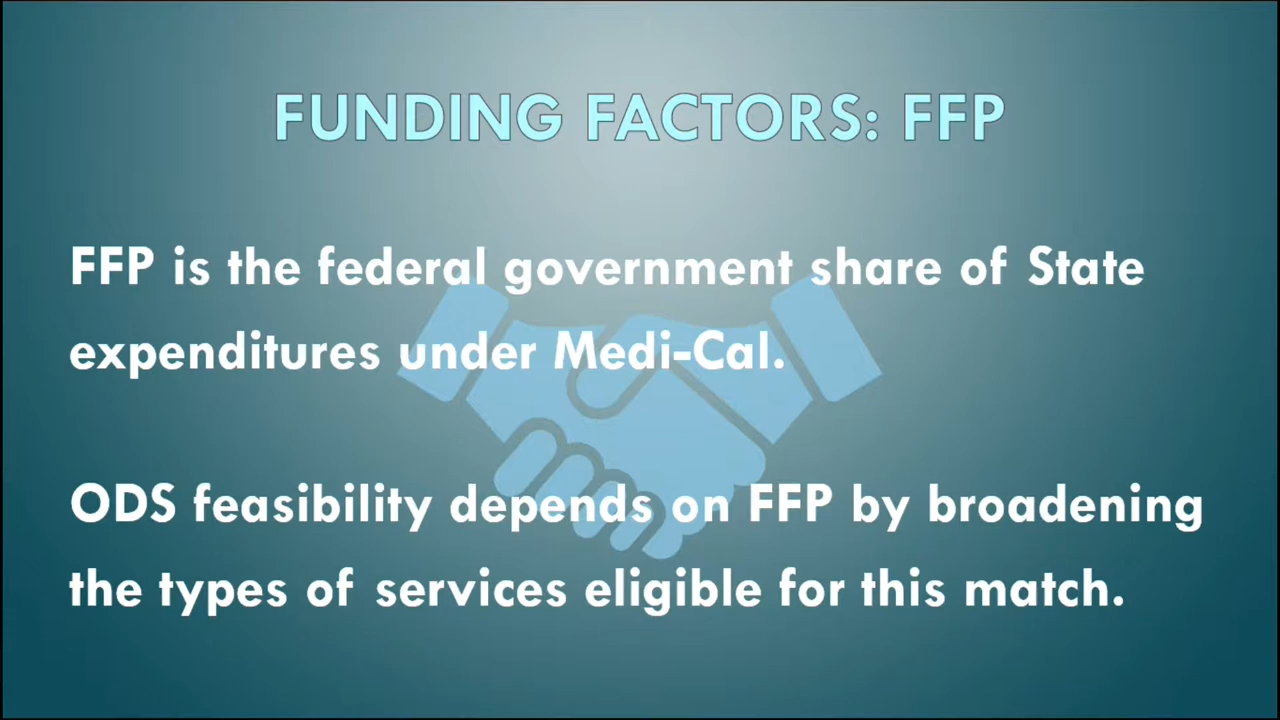 FUNDING FACTORS: FFP
FFP is the federal government share of State
expenditures under Medi-Cal.
ODS feasibility depends on FFP by broadening
the types of services eligible for this match.